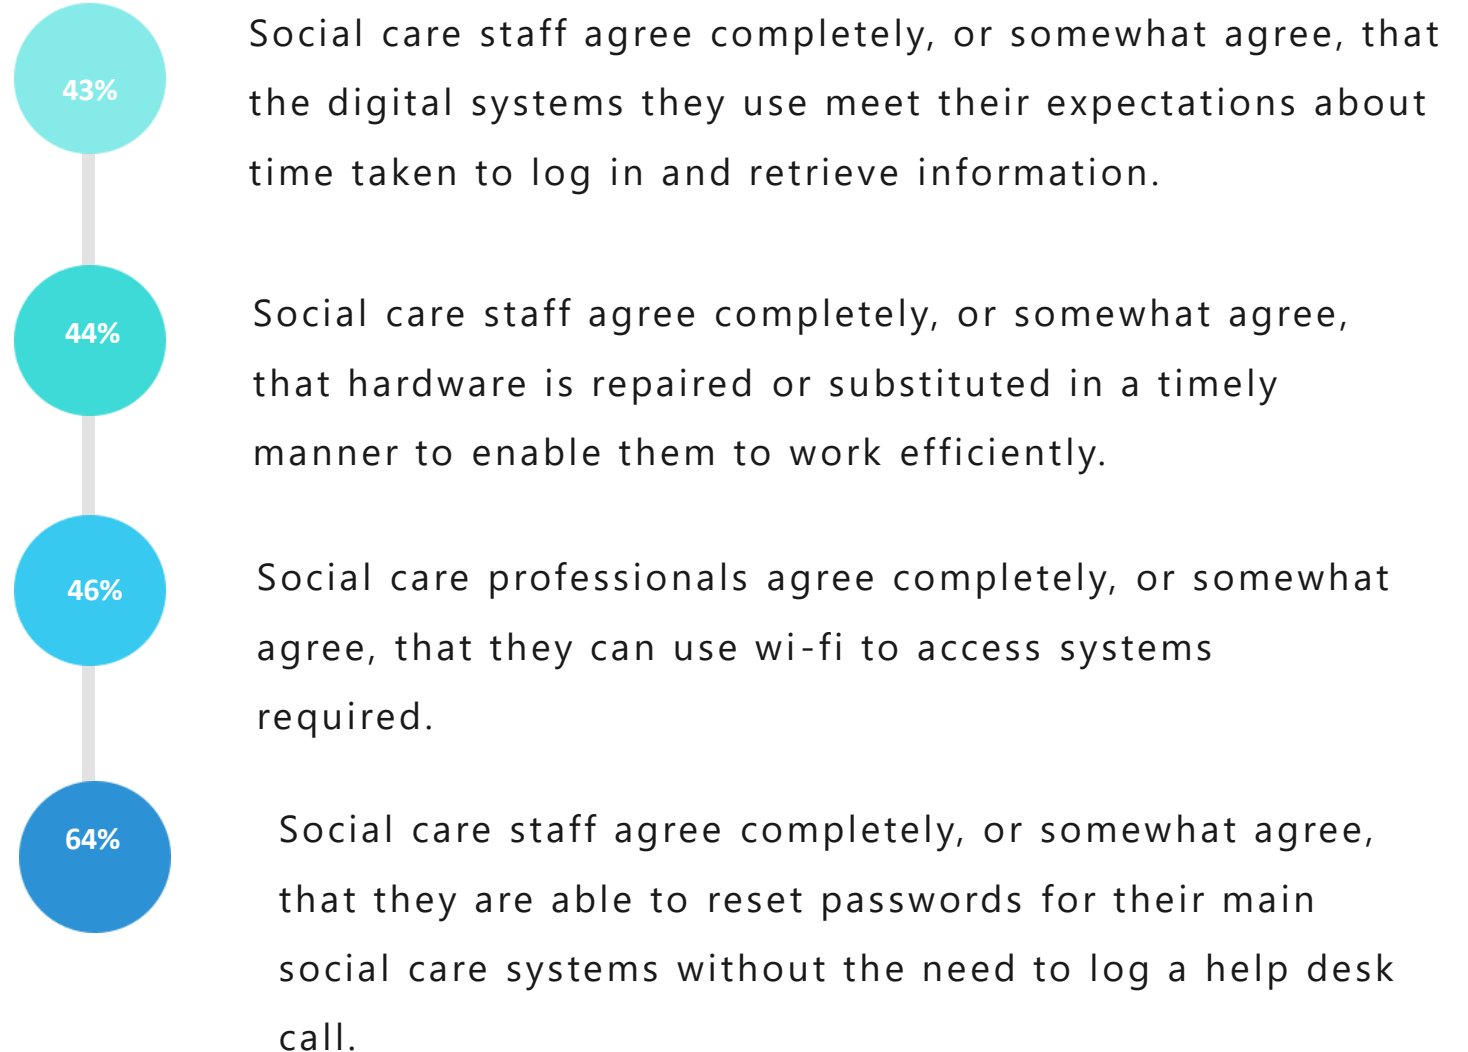 43%
Social care staff agree completely, or somewhat agree, that
the digital systems they use meet their expectations about
time taken to log in and retrieve information.
44%
Social care staff agree completely, or somewhat agree,
that hardware is repaired or substituted in a timely
manner to enable them to work efficiently.
46%
Social care professionals agree completely, or somewhat
agree, that they can use wi-fi to access systems
required.
64%
Social care staff agree completely, or somewhat agree,
that they are able to reset passwords for their main
social care systems without the need to log a help desk
call.